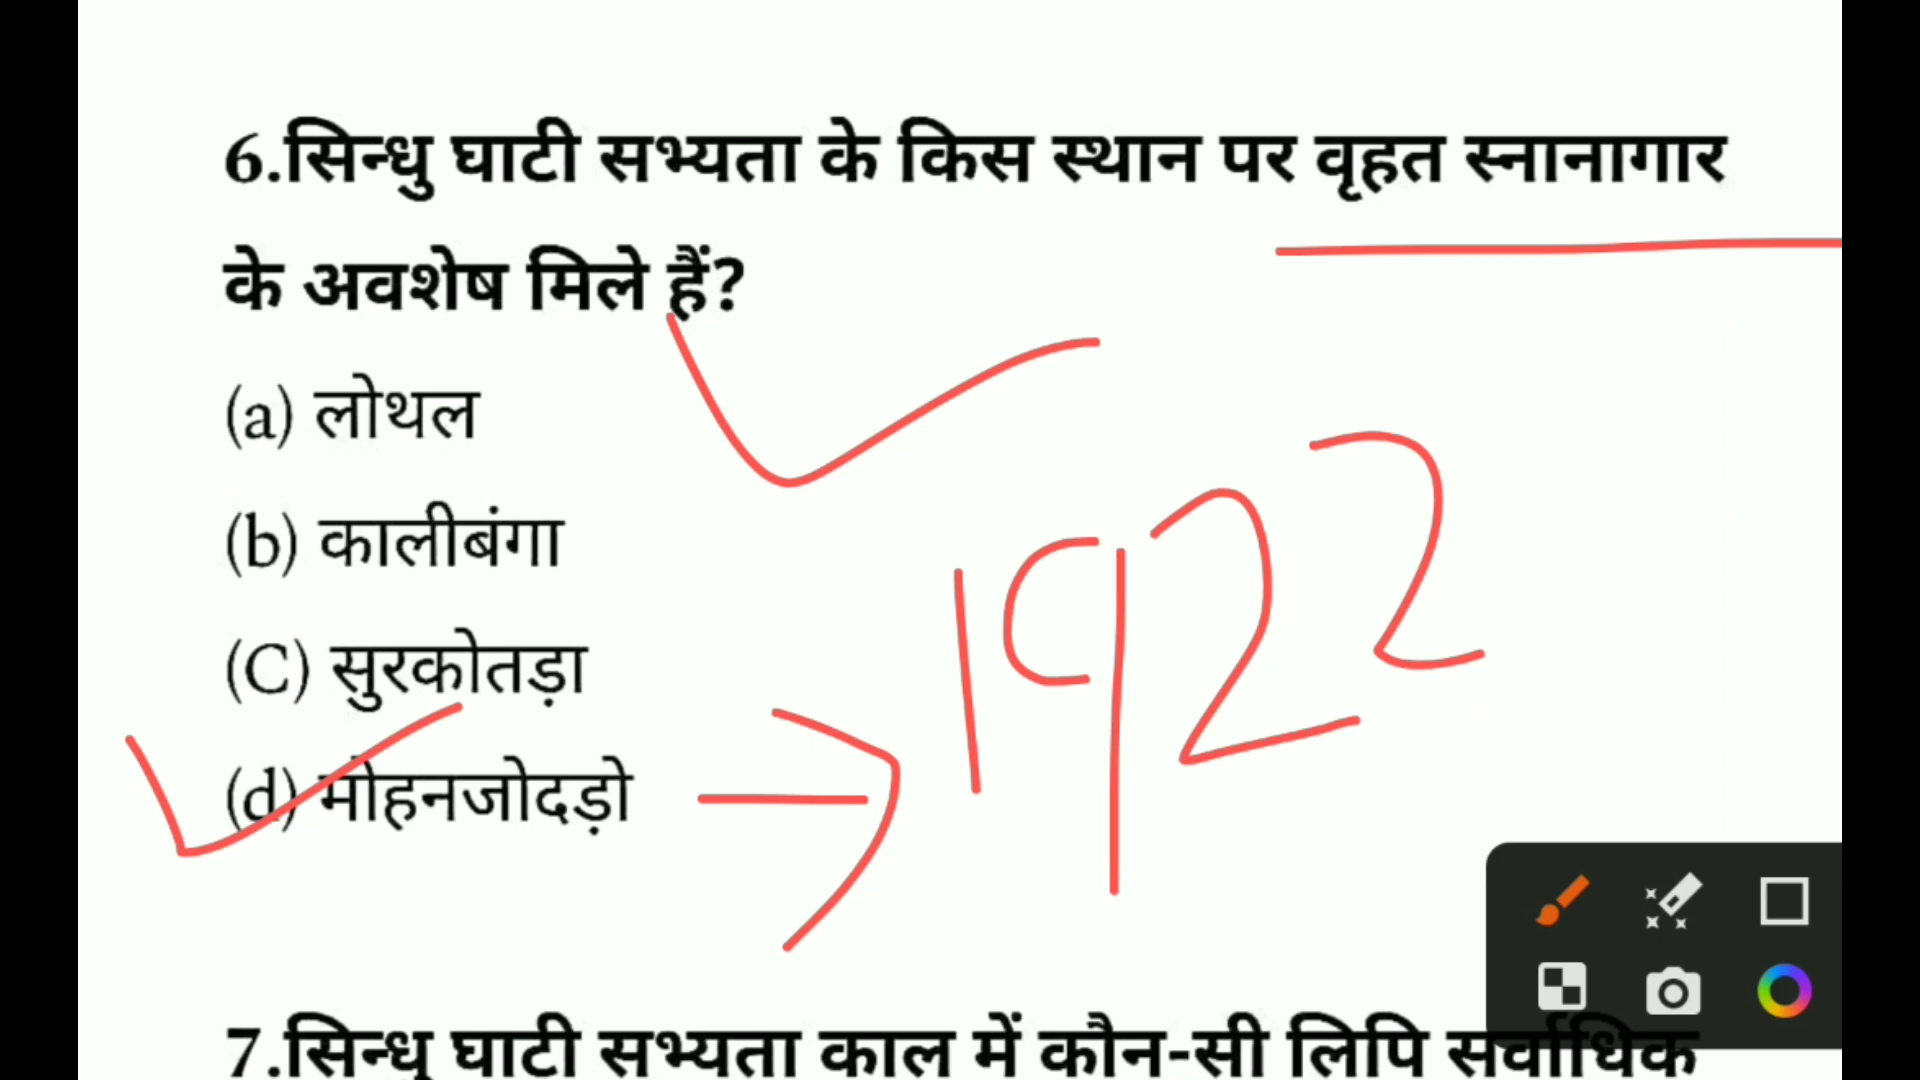 6.सिन्धु घाटी सभ्यता के किस स्थान पर वृहत स्नानागार
के अवशेष मिले हैं?
(a) लोथल
(b) कालीबंगा
(C) सुरकोतड़ा
(d) मोहनजोदड़ो
1922
7.सिन्धु घाटी सभ्यता काल में कौन-सी लिपि सर्वाधिक